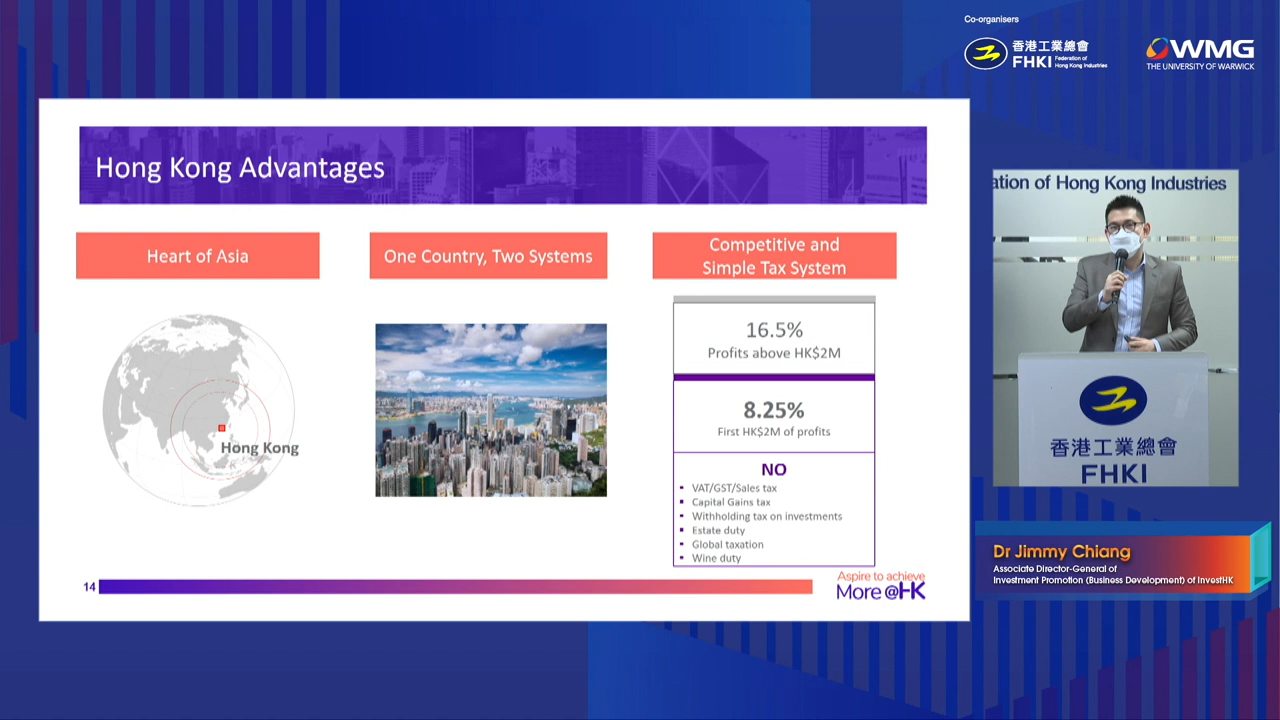 Co-organisers
香港工業總會
FHKI Federation of Hong Kong Industries
WMG
THE UNIVERSITY OF WARWICK
Hong Kong Advantages
Heart of Asia
One Country, Two Systems
Competitive and
Simple Tax System
Hong Kong
16.5%
Profits above HK$2M
8.25%
First HK$2M of profits
NO
▪ VAT/GST/Sales tax
▪ Capital Gains tax
▪ Withholding tax on investments
▪ Estate duty
▪ Global taxation
▪ Wine duty
14
Aspire to achieve
More @HK
ation of Hong Kong Industries
香港工業總會
FHKI
Dr Jimmy Chiang
Associate Director-General of
Investment Promotion (Business Development) of InvestHK